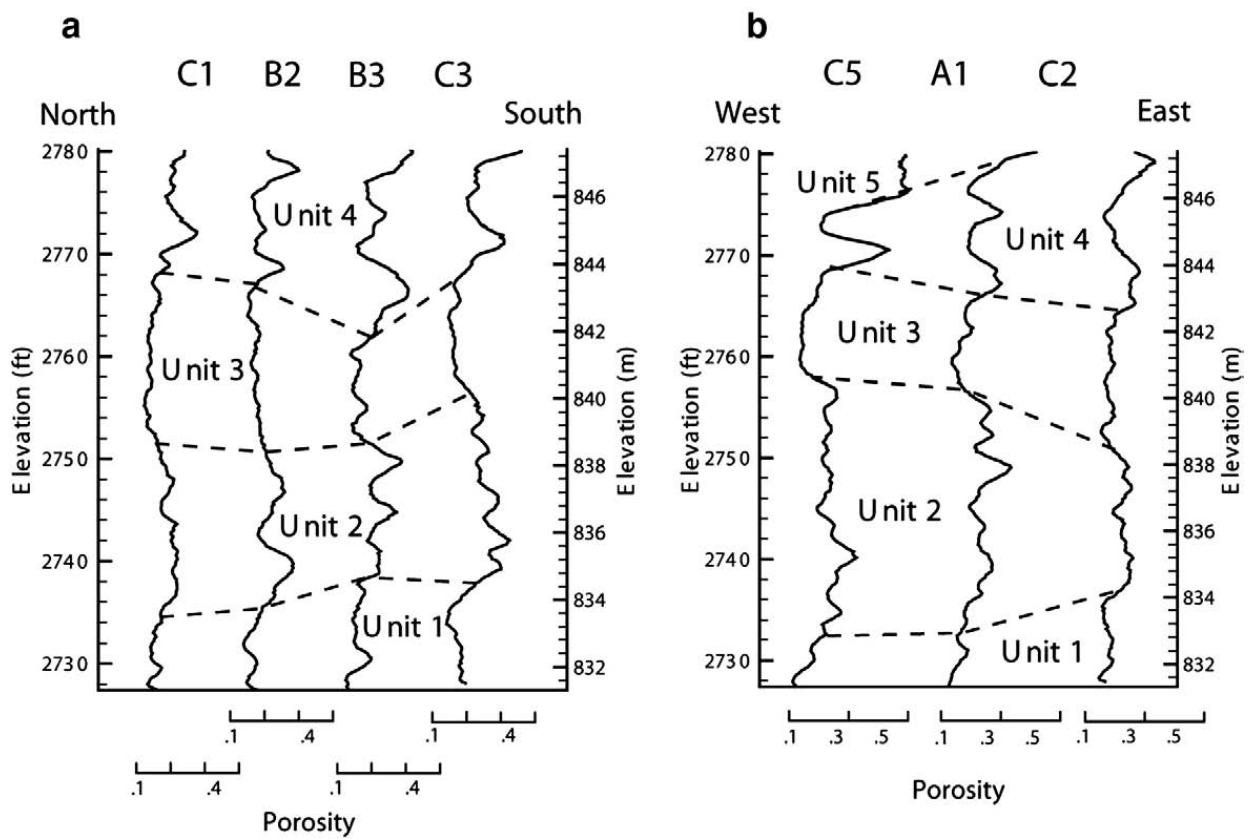 a
C1 B2 B3 C3
North South
2780
2770
2760
2750
2740
2730
Elevation (ft)
846
844
842
840
838
836
834
832
Elevation (m)
Unit 4
Unit 3
Unit 2
Unit 1
.1 .4 .1 .4
.1 .4 .1 .4
Porosity
b
C5 A1 C2
West East
2780
2770
2760
2750
2740
2730
Elevation (ft)
846
844
842
840
838
836
834
832
Elevation (m)
Unit 5
Unit 4
Unit 3
Unit 2
Unit 1
.1 .3 .5 .1 .3 .5 .1 .3 .5
Porosity